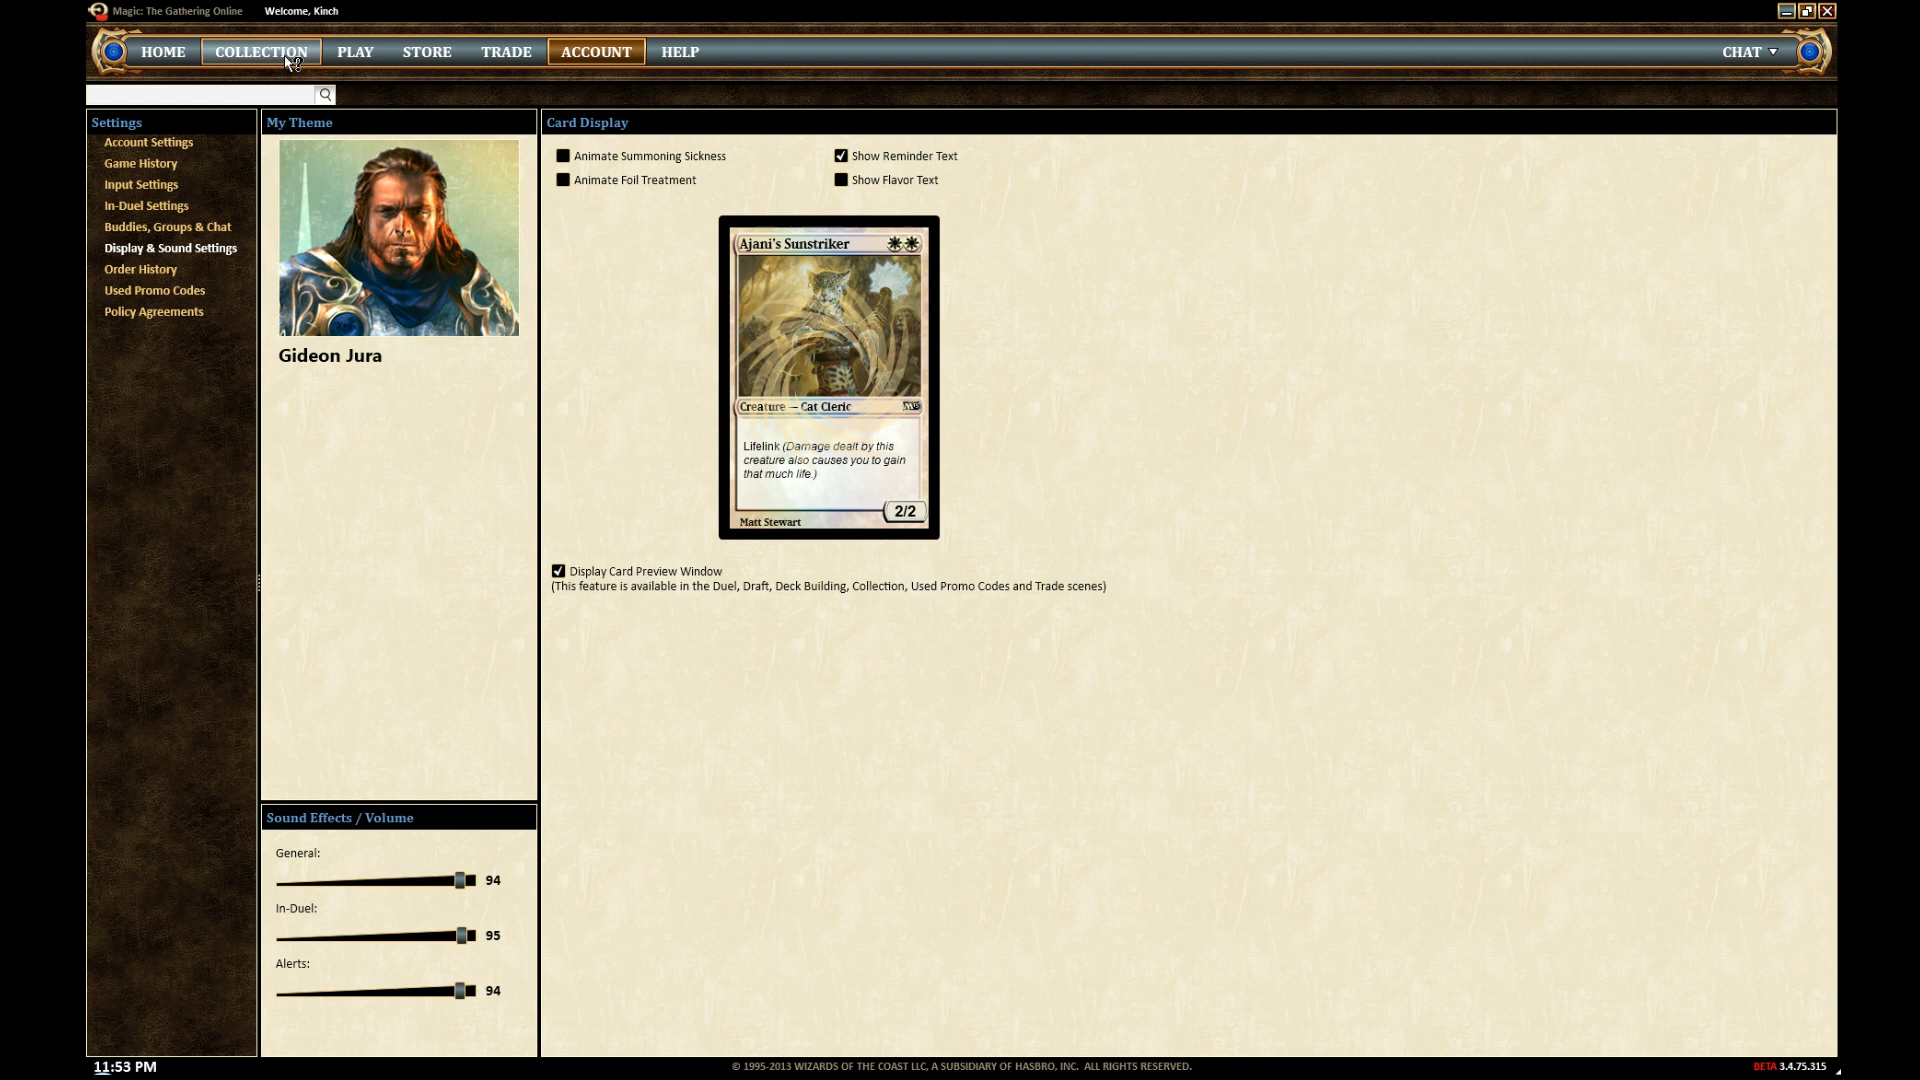 Magic: The Gathering Online
Welcome, Kinch
HOME COLLECTION PLAY STORE TRADE ACCOUNT HELP CHAT
Settings
Account Settings
Game History
Input Settings
In-Duel Settings
Buddies, Groups & Chat
Display & Sound Settings
Order History
Used Promo Codes
Policy Agreements
My Theme
Gideon Jura
Sound Effects / Volume
General:
94
In-Duel:
95
Alerts:
94
Card Display
Animate Summoning Sickness
Show Reminder Text
Animate Foil Treatment
Show Flavor Text
Ajani's Sunstriker
Creature — Cat Cleric
Lifelink (Damage dealt by this
creature also causes you to gain
that much life.)
2/2
Matt Stewart
Display Card Preview Window
(This feature is available in the Duel, Draft, Deck Building, Collection, Used Promo Codes and Trade scenes)
11:53 PM
© 1995-2013 WIZARDS OF THE COAST LLC, A SUBSIDIARY OF HASBRO, INC. ALL RIGHTS RESERVED.
BETA 3.4.75.315